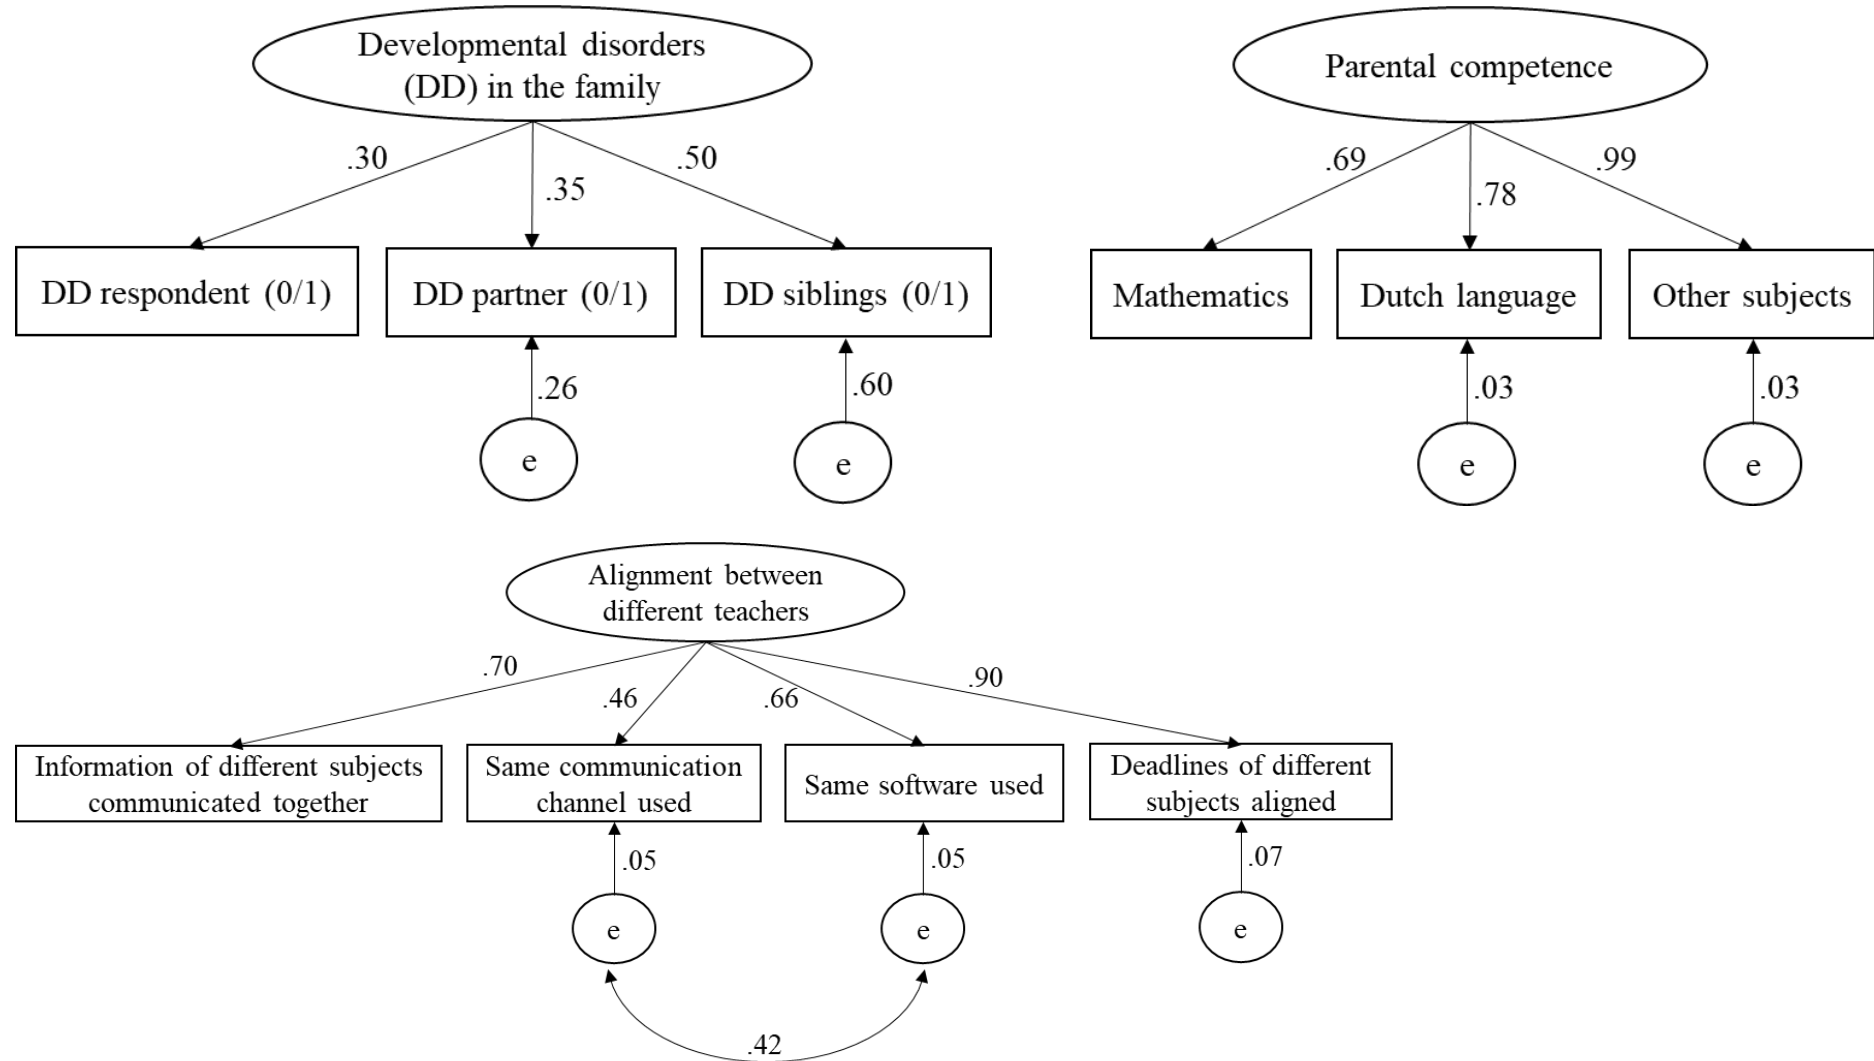 Developmental disorders
(DD) in the family
.30
.35
.50
DD respondent (0/1)
DD partner (0/1)
DD siblings (0/1)
.26
.60
e
e
Parental competence
.69
.78
.99
Mathematics
Dutch language
Other subjects
.03
.03
e
e
Alignment between
different teachers
.70
.46
.66
.90
Information of different subjects
communicated together
Same communication
channel used
Same software used
Deadlines of different
subjects aligned
.05
.05
.07
e
e
e
.42